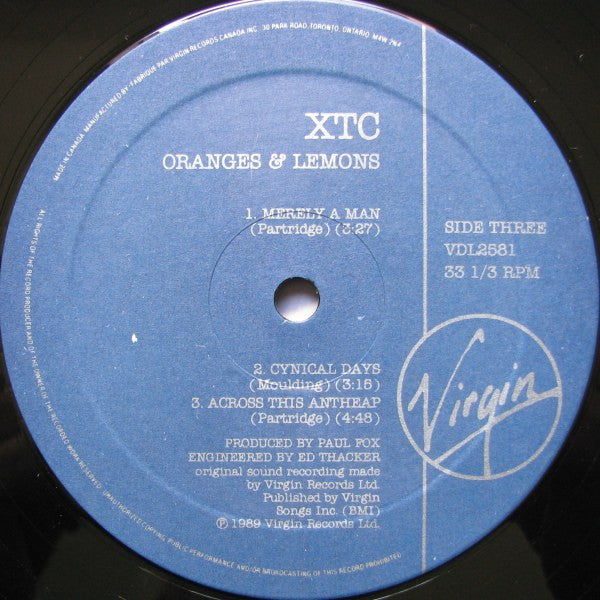 MADE IN CANADA. MANUFACTURED BY · FABRIQUÉ PAR VIRGIN RECORDS CANADA INC. 30 PARK ROAD, TORONTO, ONTARIO. M4W 2N4
XTC
ORANGES & LEMONS
1. MERELY A MAN
(Partridge) (3:27)
SIDE THREE
VDL2581
33 1/3 RPM
2. CYNICAL DAYS
(Moulding) (3:15)
3. ACROSS THIS ANTHEAP
(Partridge) (4:48)
Virgin
PRODUCED BY PAUL FOX
ENGINEERED BY ED THACKER
original sound recording made
by Virgin Records Ltd.
Published by Virgin
Songs Inc. (BMI)
℗ 1989 Virgin Records Ltd.
ALL RIGHTS OF THE RECORD PRODUCER AND OF THE OWNER OF THE RECORDED WORK RESERVED. UNAUTHORIZED COPYING, PUBLIC PERFORMANCE AND/OR BROADCASTING OF THIS RECORD PROHIBITED